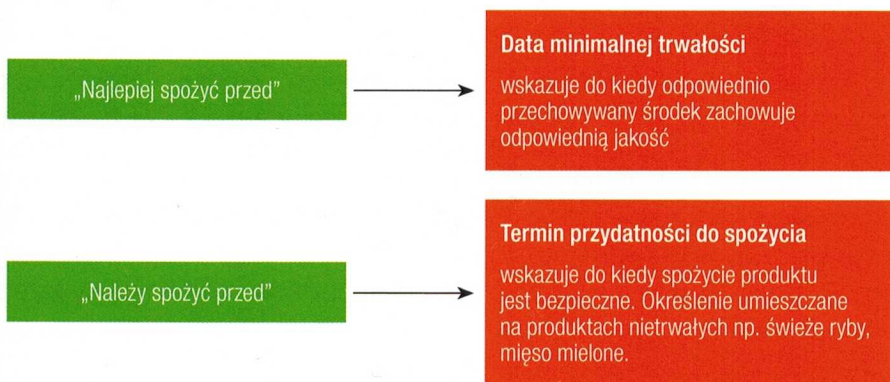 „Najlepiej spożyć przed”
Data minimalnej trwałości
wskazuje do kiedy odpowiednio
przechowywany środek zachowuje
odpowiednią jakość
„Należy spożyć przed”
Termin przydatności do spożycia
wskazuje do kiedy spożycie produktu
jest bezpieczne. Określenie umieszczane
na produktach nietrwałych np. świeże ryby,
mięso mielone.